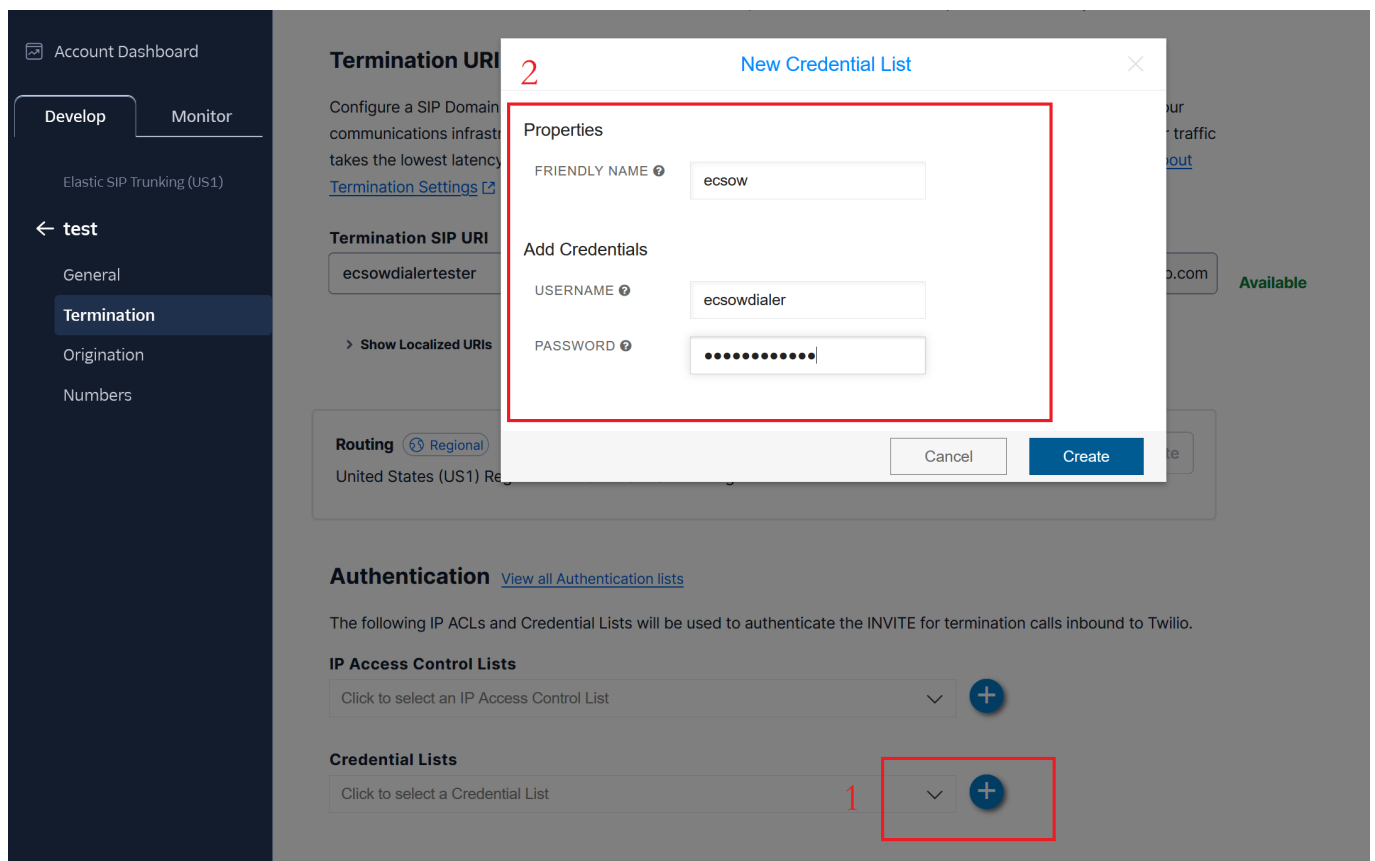 Account Dashboard
Develop
Monitor
Elastic SIP Trunking (US1)
test
General
Termination
Origination
Numbers
Termination URI
Configure a SIP Domain
communications infrast
traffic
takes the lowest latency
Termination Settings
Termination SIP URI
ecsowdialertester
.com
Available
Show Localized URIs
Routing
Regional
United States (US1) Re
2
New Credential List
Properties
FRIENDLY NAME
ecsow
Add Credentials
USERNAME
ecsowdialer
PASSWORD
••••••••••••
Cancel
Create
Authentication View all Authentication lists
The following IP ACLs and Credential Lists will be used to authenticate the INVITE for termination calls inbound to Twilio.
IP Access Control Lists
Click to select an IP Access Control List
Credential Lists
Click to select a Credential List
1